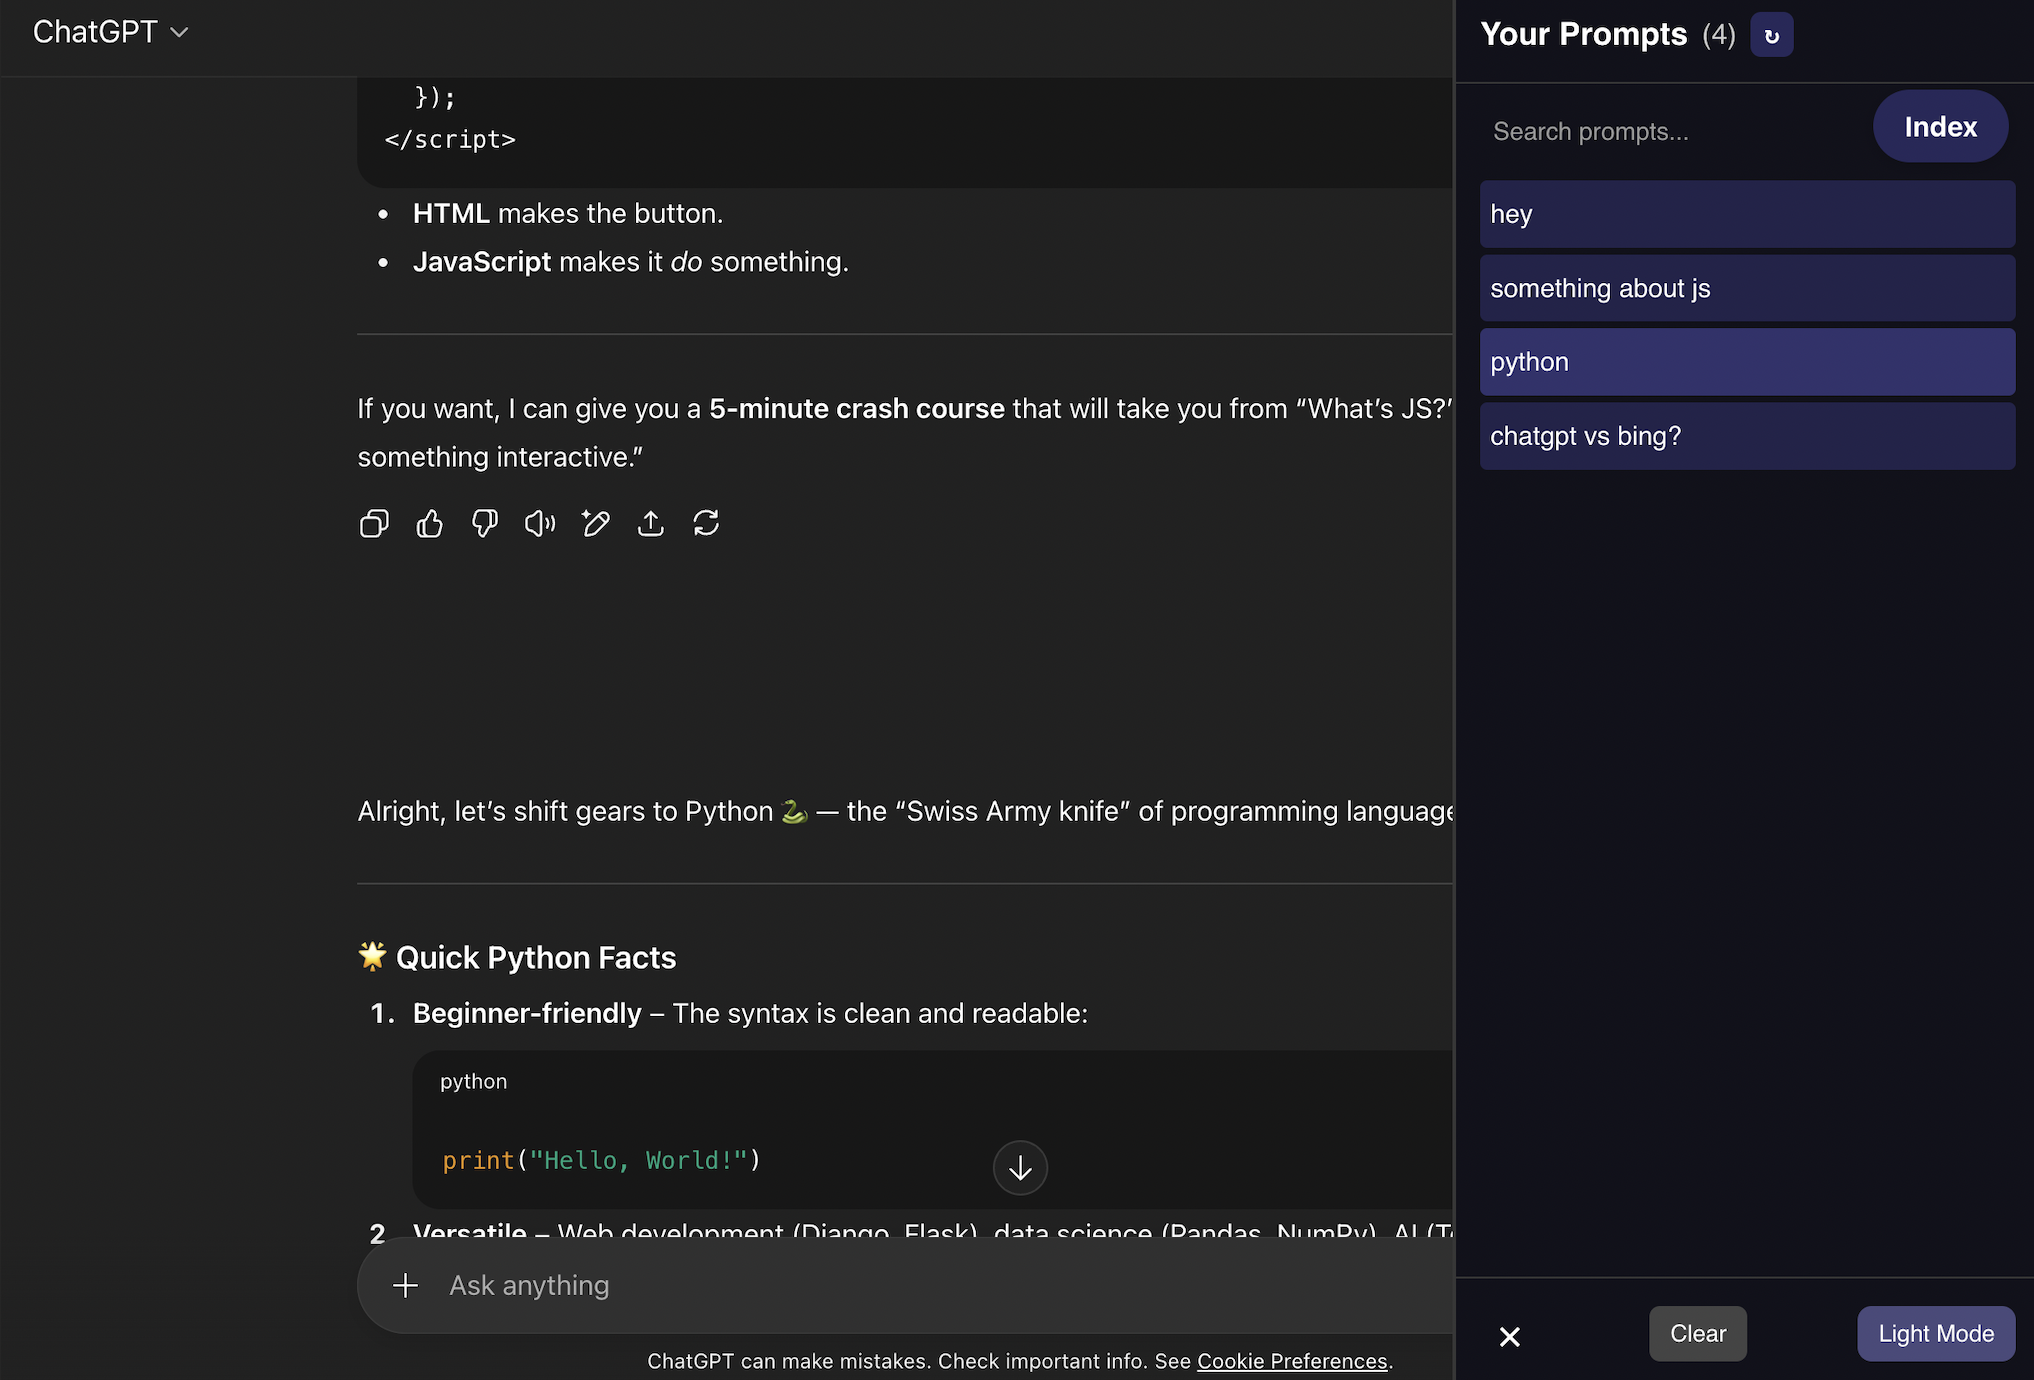 ChatGPT
});
</script>
HTML makes the button.
JavaScript makes it do something.
If you want, I can give you a 5-minute crash course that will take you from “What’s JS?”
something interactive.”
Alright, let’s shift gears to Python 🐍 — the “Swiss Army knife” of programming language
🌟 Quick Python Facts
1. Beginner-friendly – The syntax is clean and readable:
python
print("Hello, World!")
2 Versatile – Web development (Django, Flask), data science (Pandas, NumPy), AI (T
Ask anything
ChatGPT can make mistakes. Check important info. See Cookie Preferences.
Your Prompts (4) ↻
Search prompts...
Index
hey
something about js
python
chatgpt vs bing?
Clear
Light Mode